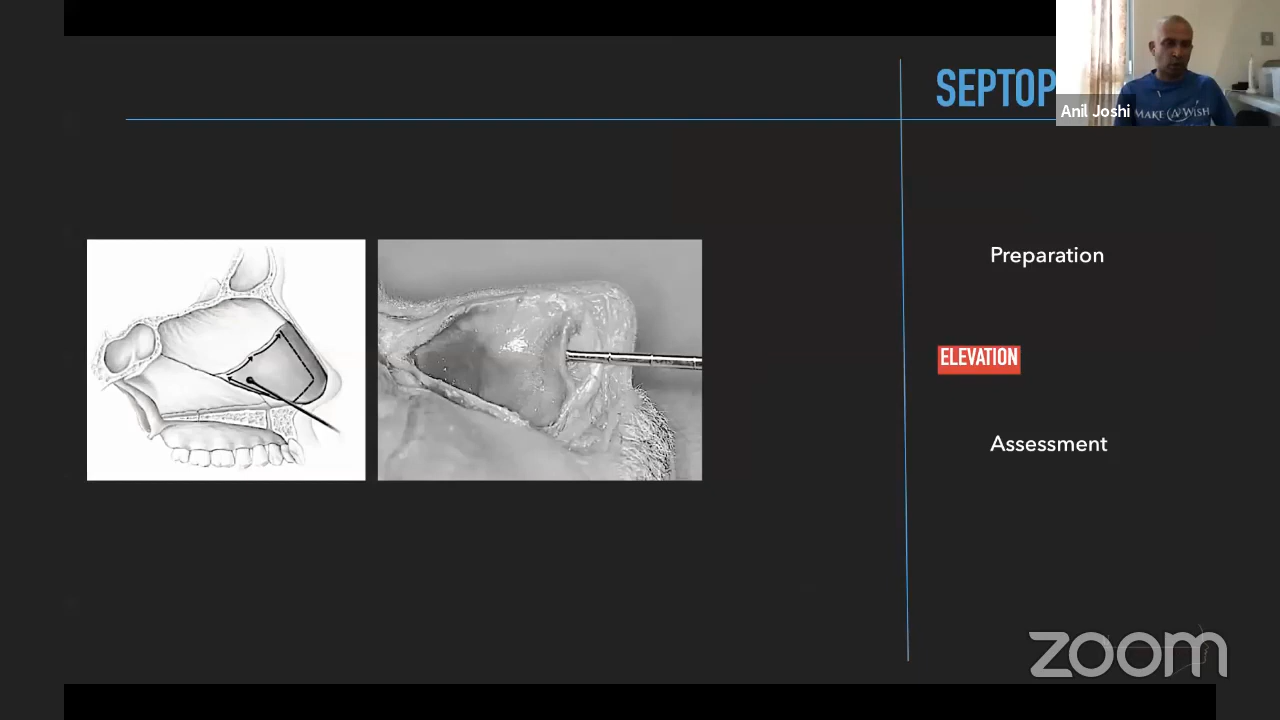 SEPTOP
Anil Joshi
MAKE A WISH
Preparation
ELEVATION
Assessment
zoom